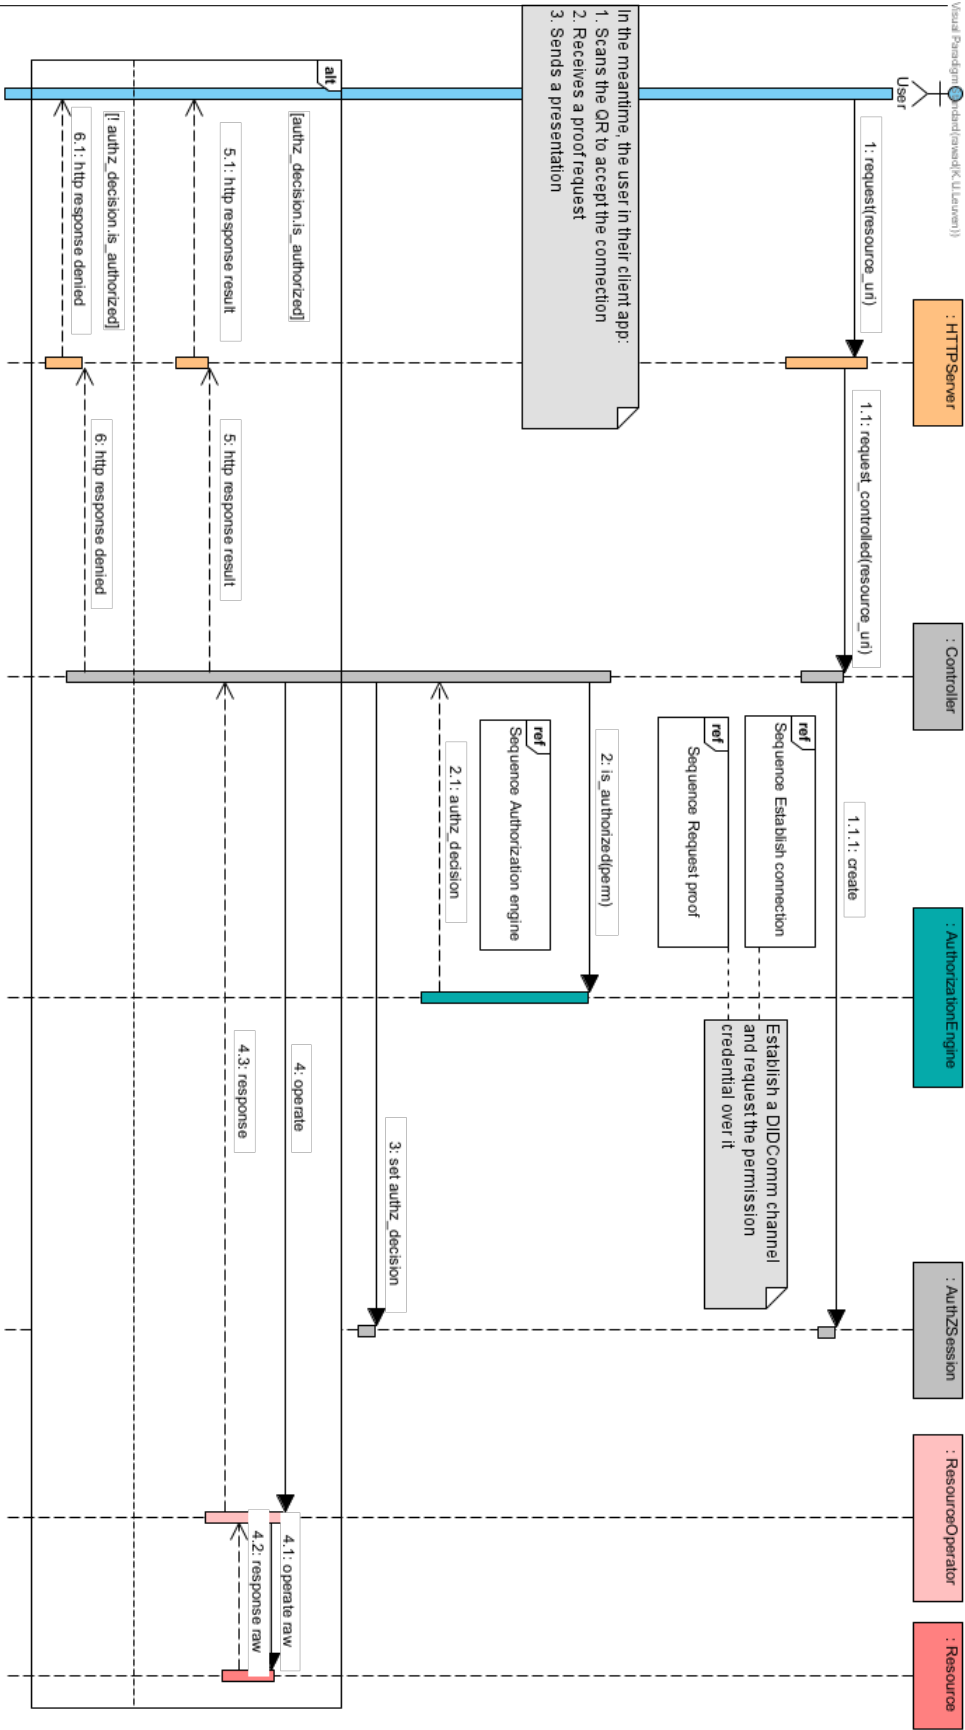 Visual Paradigm Standard(rawad(K.U.Leuven))
User
: HTTPServer
: Controller
: AuthorizationEngine
: AuthZSession
: ResourceOperator
: Resource
1: request(resource_uri)
1.1: request_controlled(resource_uri)
1.1.1: create
ref
Sequence Establish connection
ref
Sequence Request proof
Establish a DIDComm channel
and request the permission
credential over it
In the meantime, the user in their client app:
1. Scans the QR to accept the connection
2. Receives a proof request
3. Sends a presentation
2: is_authorized(perm)
ref
Sequence Authorization engine
2.1: authz_decision
3: set authz_decision
alt
[authz_decision.is_authorized]
4: operate
4.1: operate raw
4.2: response raw
4.3: response
5: http response result
5.1: http response result
[! authz_decision.is_authorized]
6: http response denied
6.1: http response denied